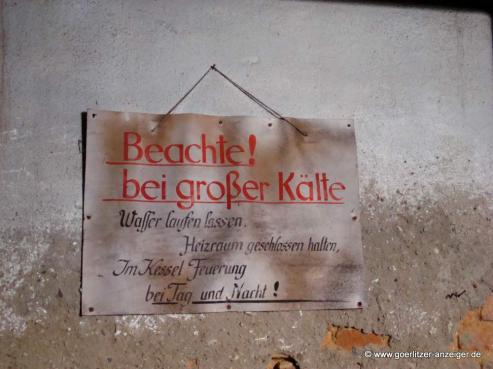 Beachte!
bei großer Kälte
Waſſer laufen laſſen.
Heizraum geschlossen halten,
Im Kessel Feuerung
bei Tag und Nacht!
© www.goerlitzer-anzeiger.de